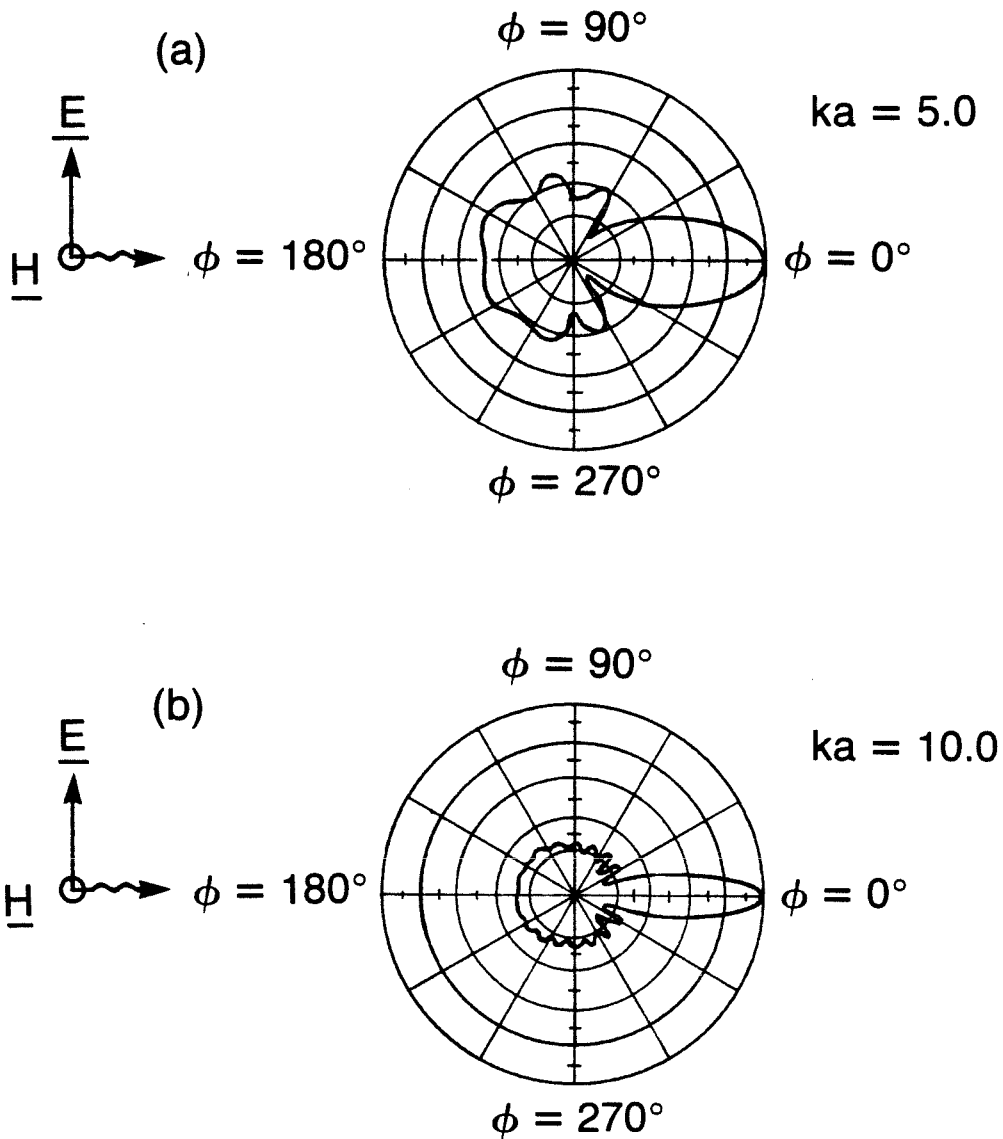 (a)
ϕ = 90°
ka = 5.0
E
H
ϕ = 180°
ϕ = 0°
ϕ = 270°
(b)
ϕ = 90°
ka = 10.0
E
H
ϕ = 180°
ϕ = 0°
ϕ = 270°